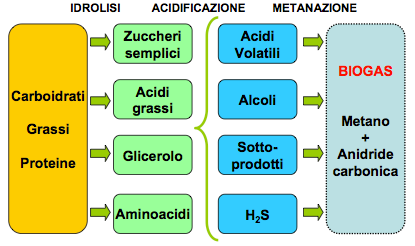 IDROLISI ACIDIFICAZIONE METANAZIONE
Carboidrati
Grassi
Proteine
Zuccheri
semplici
Acidi
grassi
Glicerolo
Aminoacidi
Acidi
Volatili
Alcoli
Sotto-
prodotti
H₂S
BIOGAS
Metano
+
Anidride
carbonica